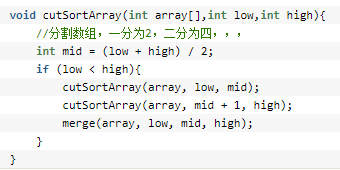 void cutSortArray(int array[],int low,int high){
    //分割数组，一分为2，二分为四，，，
    int mid = (low + high) / 2;
    if (low < high){
        cutSortArray(array, low, mid);
        cutSortArray(array, mid + 1, high);
        merge(array, low, mid, high);
    }
}